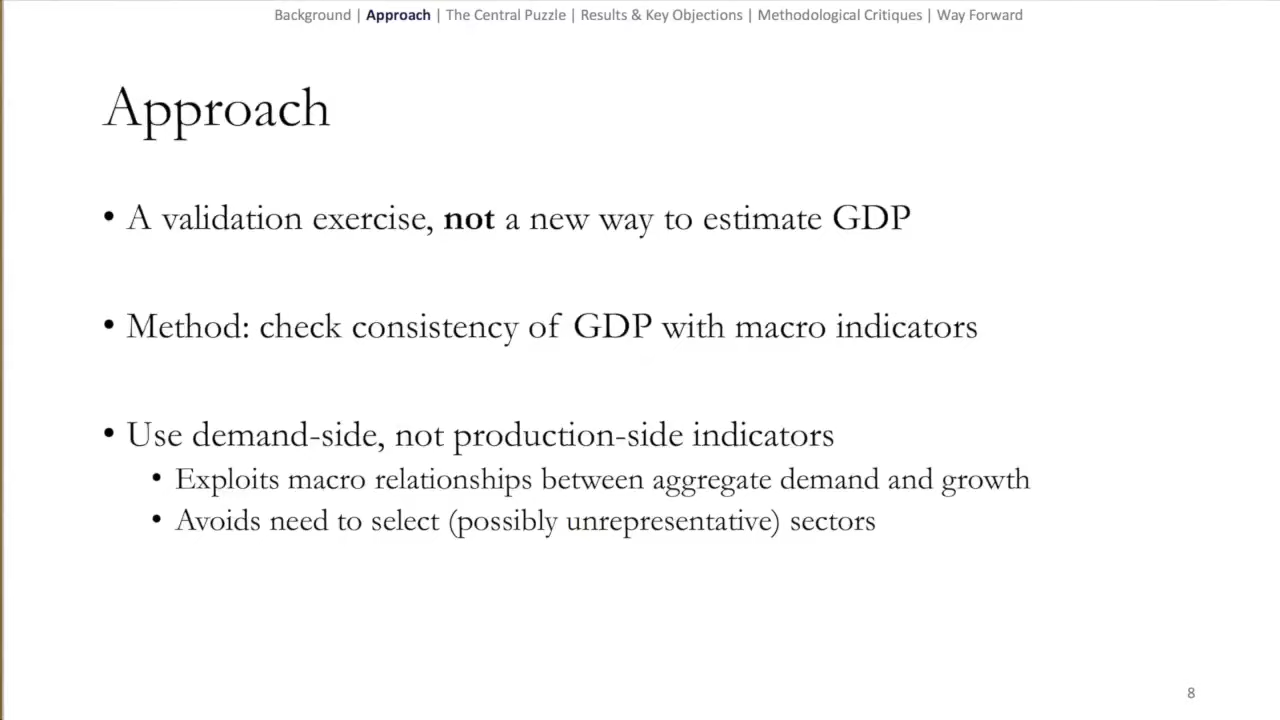 Background | Approach | The Central Puzzle | Results & Key Objections | Methodological Critiques | Way Forward
Approach
• A validation exercise, not a new way to estimate GDP
• Method: check consistency of GDP with macro indicators
• Use demand-side, not production-side indicators
• Exploits macro relationships between aggregate demand and growth
• Avoids need to select (possibly unrepresentative) sectors
8